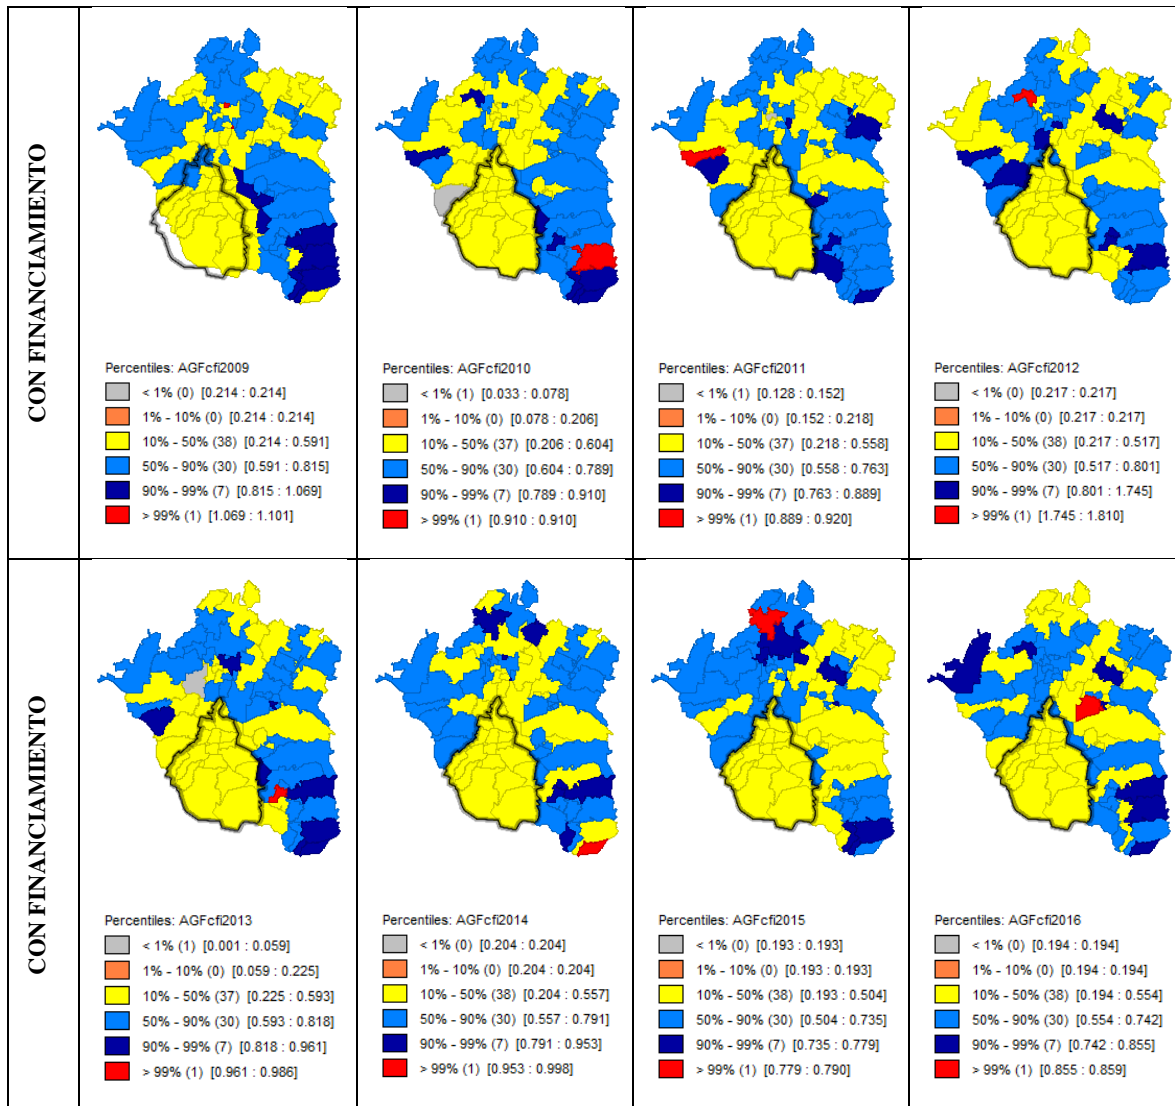 CON FINANCIAMIENTO
Percentiles: AGFcfi2009
< 1% (0) [0.214 : 0.214]
1% - 10% (0) [0.214 : 0.214]
10% - 50% (38) [0.214 : 0.591]
50% - 90% (30) [0.591 : 0.815]
90% - 99% (7) [0.815 : 1.069]
> 99% (1) [1.069 : 1.101]
Percentiles: AGFcfi2010
< 1% (1) [0.033 : 0.078]
1% - 10% (0) [0.078 : 0.206]
10% - 50% (37) [0.206 : 0.604]
50% - 90% (30) [0.604 : 0.789]
90% - 99% (7) [0.789 : 0.910]
> 99% (1) [0.910 : 0.910]
Percentiles: AGFcfi2011
< 1% (1) [0.128 : 0.152]
1% - 10% (0) [0.152 : 0.218]
10% - 50% (37) [0.218 : 0.558]
50% - 90% (30) [0.558 : 0.763]
90% - 99% (7) [0.763 : 0.889]
> 99% (1) [0.889 : 0.920]
Percentiles: AGFcfi2012
< 1% (0) [0.217 : 0.217]
1% - 10% (0) [0.217 : 0.217]
10% - 50% (38) [0.217 : 0.517]
50% - 90% (30) [0.517 : 0.801]
90% - 99% (7) [0.801 : 1.745]
> 99% (1) [1.745 : 1.810]
CON FINANCIAMIENTO
Percentiles: AGFcfi2013
< 1% (1) [0.001 : 0.059]
1% - 10% (0) [0.059 : 0.225]
10% - 50% (37) [0.225 : 0.593]
50% - 90% (30) [0.593 : 0.818]
90% - 99% (7) [0.818 : 0.961]
> 99% (1) [0.961 : 0.986]
Percentiles: AGFcfi2014
< 1% (0) [0.204 : 0.204]
1% - 10% (0) [0.204 : 0.204]
10% - 50% (38) [0.204 : 0.557]
50% - 90% (30) [0.557 : 0.791]
90% - 99% (7) [0.791 : 0.953]
> 99% (1) [0.953 : 0.998]
Percentiles: AGFcfi2015
< 1% (0) [0.193 : 0.193]
1% - 10% (0) [0.193 : 0.193]
10% - 50% (38) [0.193 : 0.504]
50% - 90% (30) [0.504 : 0.735]
90% - 99% (7) [0.735 : 0.779]
> 99% (1) [0.779 : 0.790]
Percentiles: AGFcfi2016
< 1% (0) [0.194 : 0.194]
1% - 10% (0) [0.194 : 0.194]
10% - 50% (38) [0.194 : 0.554]
50% - 90% (30) [0.554 : 0.742]
90% - 99% (7) [0.742 : 0.855]
> 99% (1) [0.855 : 0.859]